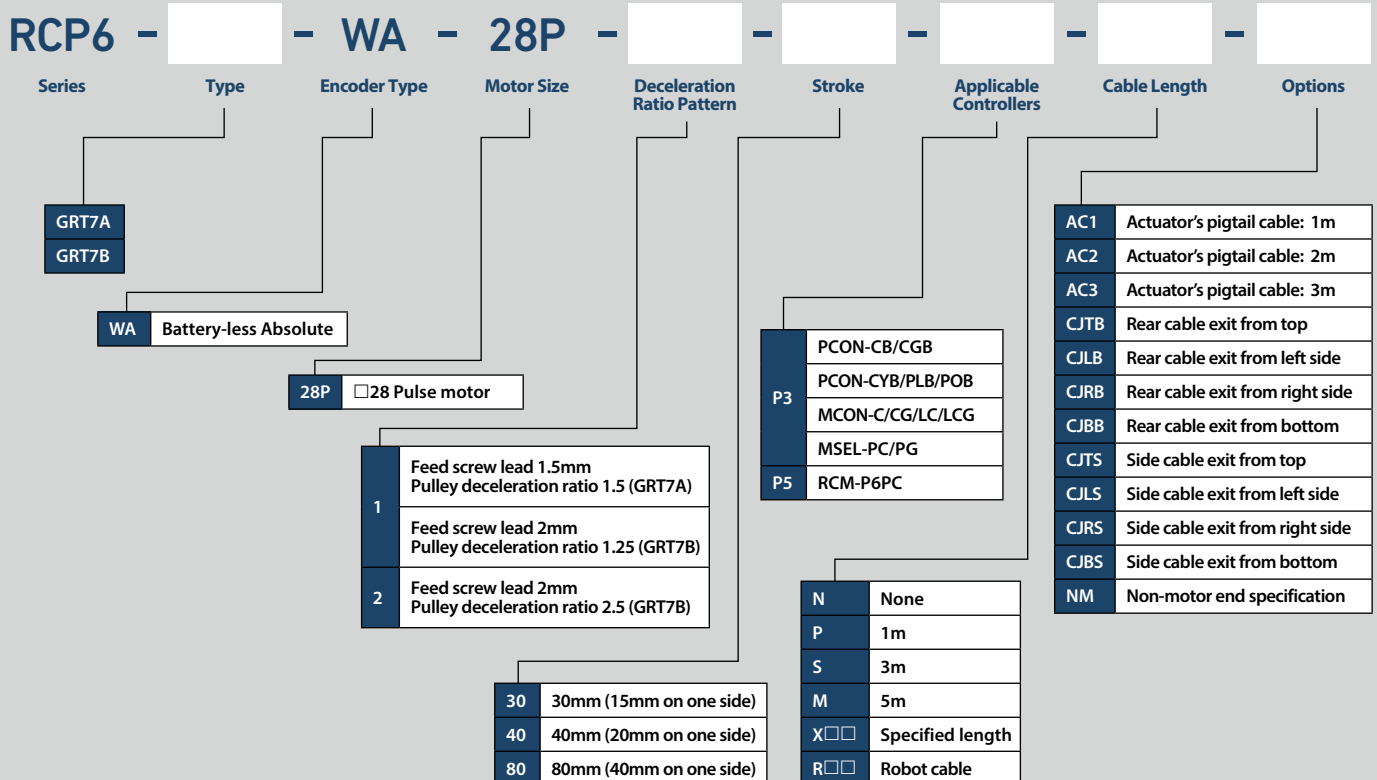 RCP6 - - WA - 28P - - - - -
Series Type Encoder Type Motor Size Deceleration Stroke Applicable Cable Length Options
Ratio Pattern Controllers
GRT7A
GRT7B
WA Battery-less Absolute
28P □28 Pulse motor
1
Feed screw lead 1.5mm
Pulley deceleration ratio 1.5 (GRT7A)
Feed screw lead 2mm
Pulley deceleration ratio 1.25 (GRT7B)
2
Feed screw lead 2mm
Pulley deceleration ratio 2.5 (GRT7B)
30 30mm (15mm on one side)
40 40mm (20mm on one side)
80 80mm (40mm on one side)
P3
PCON-CB/CGB
PCON-CYB/PLB/POB
MCON-C/CG/LC/LCG
MSEL-PC/PG
P5 RCM-P6PC
N None
P 1m
S 3m
M 5m
X□□ Specified length
R□□ Robot cable
AC1 Actuator's pigtail cable: 1m
AC2 Actuator's pigtail cable: 2m
AC3 Actuator's pigtail cable: 3m
CJTB Rear cable exit from top
CJLB Rear cable exit from left side
CJRB Rear cable exit from right side
CJBB Rear cable exit from bottom
CJTS Side cable exit from top
CJLS Side cable exit from left side
CJRS Side cable exit from right side
CJBS Side cable exit from bottom
NM Non-motor end specification